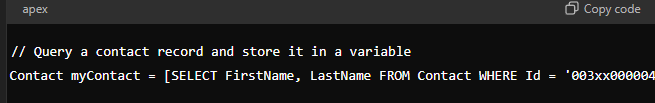 apex
Copy code
// Query a contact record and store it in a variable
Contact myContact = [SELECT FirstName, LastName FROM Contact WHERE Id = '003xx000004